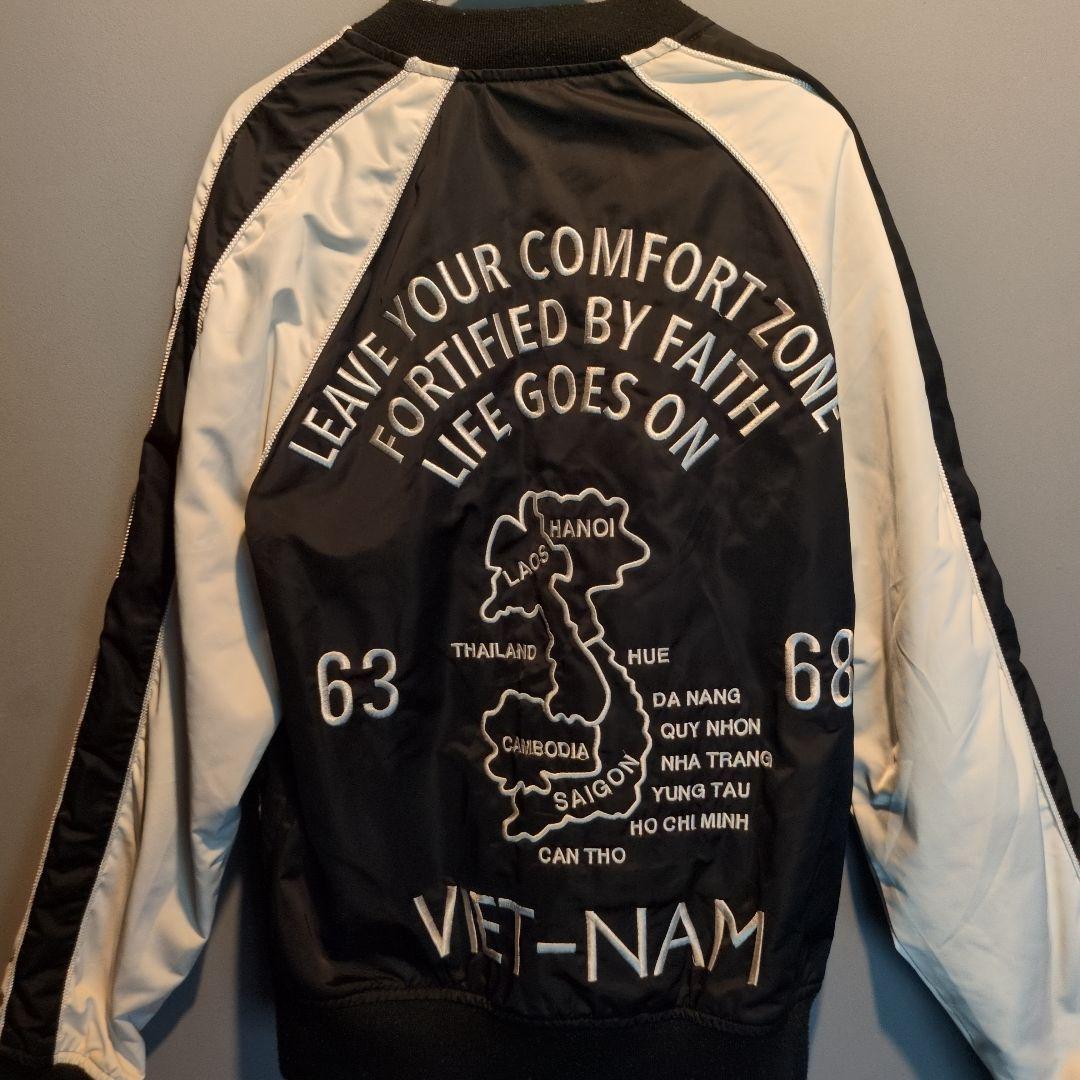 LEAVE YOUR COMFORT ZONE
FORTIFIED BY FAITH
LIFE GOES ON
HANOI
LAOS
THAILAND
HUE
63
68
DA NANG
QUY NHON
CAMBODIA
NHA TRANG
SAIGON
YUNG TAU
HO CHI MINH
CAN THO
VIET-NAM